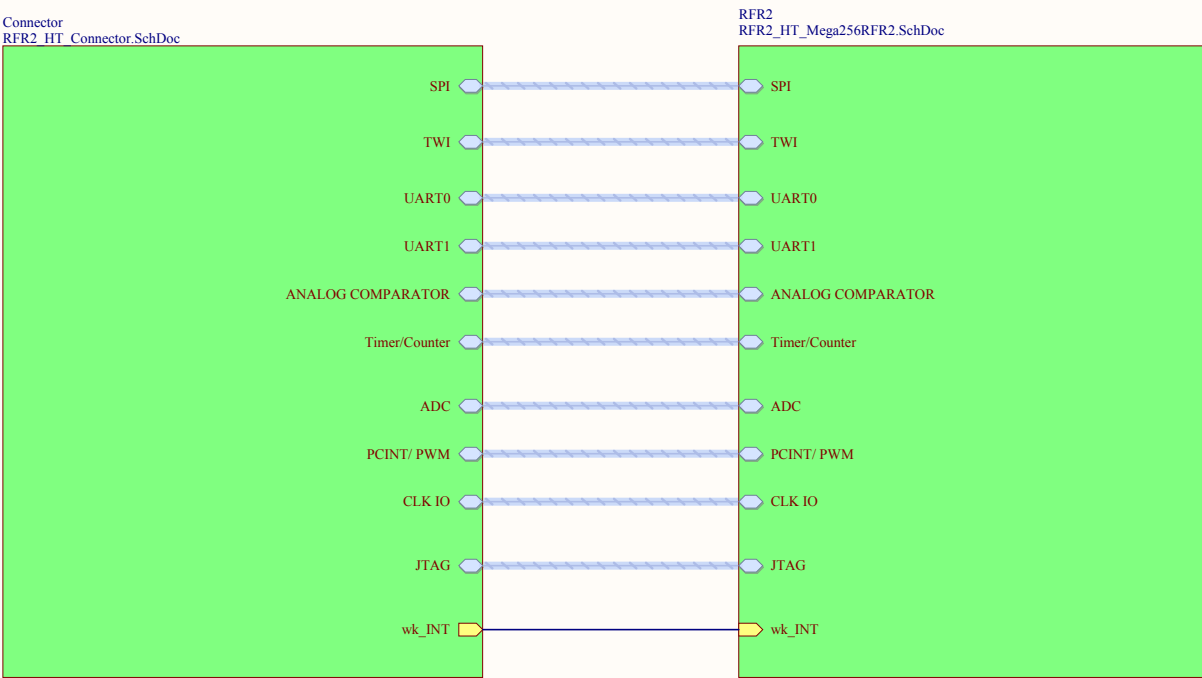 Connector
RFR2_HT_Connector.SchDoc
RFR2
RFR2_HT_Mega256RFR2.SchDoc
SPI
SPI
TWI
TWI
UART0
UART0
UART1
UART1
ANALOG COMPARATOR
ANALOG COMPARATOR
Timer/Counter
Timer/Counter
ADC
ADC
PCINT/ PWM
PCINT/ PWM
CLK IO
CLK IO
JTAG
JTAG
wk_INT
wk_INT